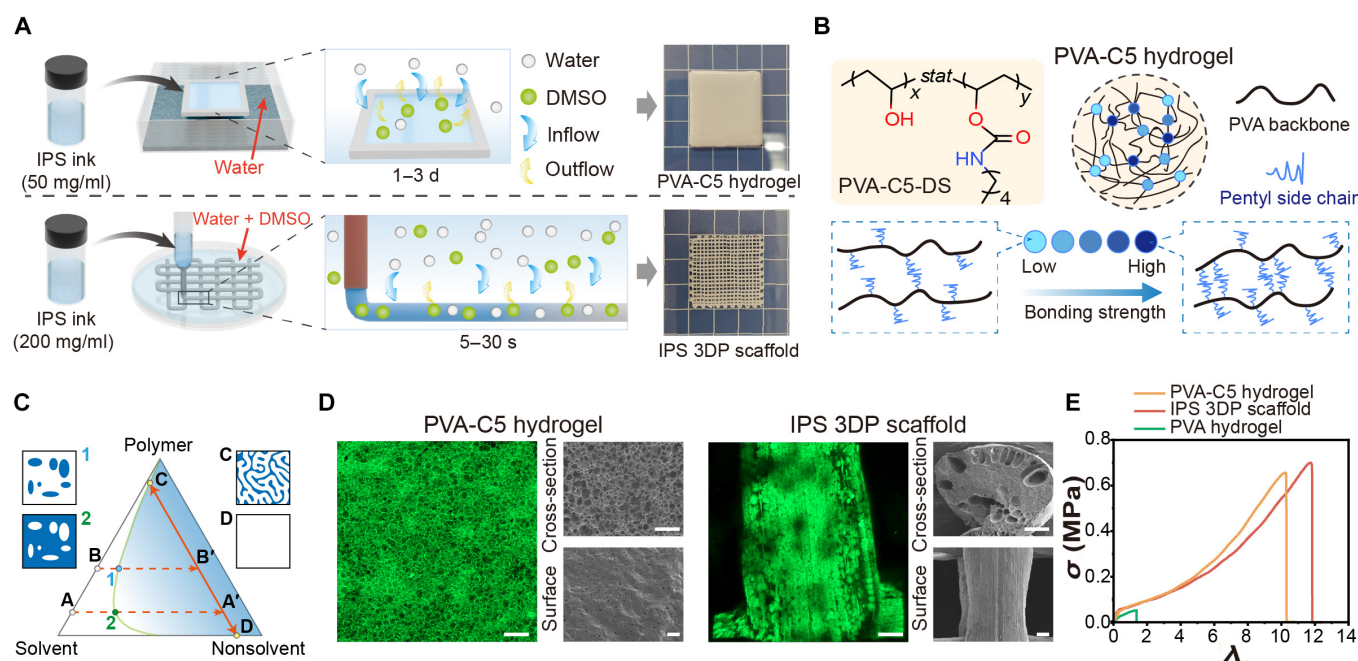 A
IPS ink
(50 mg/ml)
Water
Water
DMSO
Inflow
Outflow
1–3 d
PVA-C5 hydrogel
IPS ink
(200 mg/ml)
Water + DMSO
5–30 s
IPS 3DP scaffold
B
PVA-C5 hydrogel
stat
x
y
OH
O
O
HN
4
PVA-C5-DS
PVA backbone
Pentyl side chair
Low
High
Bonding strength
C
Polymer
1
2
C
D
C
B
B′
1
A
A′
2
D
Solvent
Nonsolvent
D
PVA-C5 hydrogel
Cross-section
Surface
IPS 3DP scaffold
Cross-section
Surface
E
PVA-C5 hydrogel
IPS 3DP scaffold
PVA hydrogel
σ (MPa)
0.8
0.6
0.4
0.2
0.0
0 2 4 6 8 10 12 14
λ